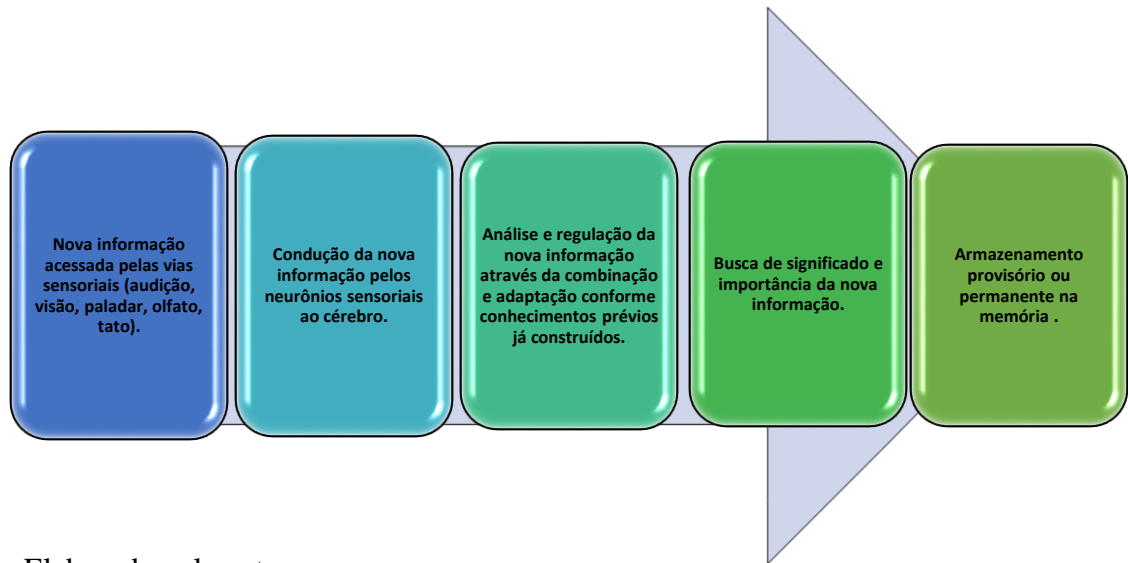 Nova informação
acessada pelas vias
sensoriais (audição,
visão, paladar, olfato,
tato).
Condução da nova
informação pelos
neurônios sensoriais
ao cérebro.
Análise e regulação da
nova informação
através da combinação
e adaptação conforme
conhecimentos prévios
já construídos.
Busca de significado e
importância da nova
informação.
Armazenamento
provisório ou
permanente na
memória .